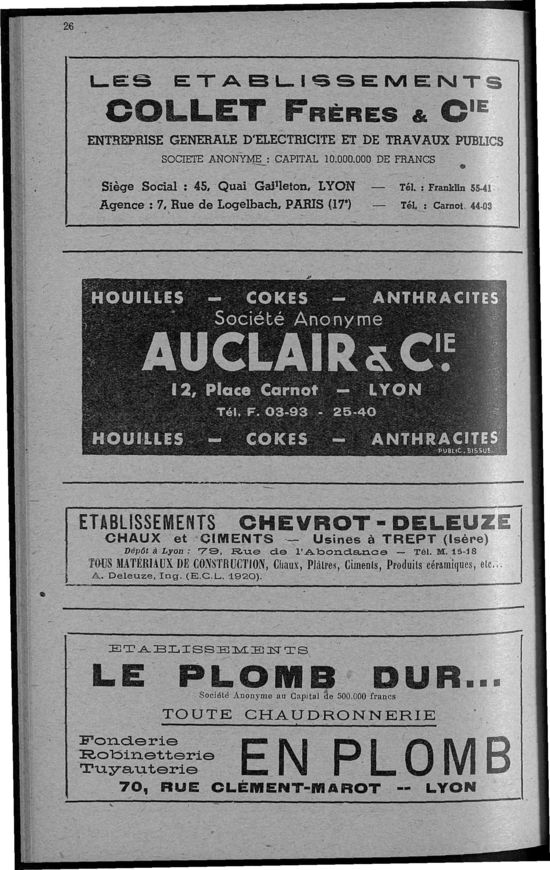 26
LES ETABLISSEMENTS
COLLET FRÈRES & CIE
ENTREPRISE GENERALE D'ELECTRICITE ET DE TRAVAUX PUBLICS
SOCIETE ANONYME : CAPITAL 10.000.000 DE FRANCS
Siège Social : 45, Quai Gailleton, LYON — Tél. : Franklin 55-41
Agence : 7, Rue de Logelbach, PARIS (17e) — Tél. : Carnot 44-03
HOUILLES — COKES — ANTHRACITES
Société Anonyme
AUCLAIR & CIE.
12, Place Carnot — LYON
Tél. F. 03-93 - 25-40
HOUILLES — COKES — ANTHRACITES
PUBLIC. BISSUE
ETABLISSEMENTS CHEVROT-DELEUZE
CHAUX et CIMENTS — Usines à TREPT (Isère)
Dépôt à Lyon : 79, Rue de l'Abondance — Tél. M. 15-18
TOUS MATÉRIAUX DE CONSTRUCTION, Chaux, Plâtres, Ciments, Produits céramiques, etc...
A. Deleuze, Ing. (E.C.L. 1920).
ETABLISSEMENTS
LE PLOMB DUR...
Société Anonyme au Capital de 500.000 francs
TOUTE CHAUDRONNERIE
Fonderie
Robinetterie
Tuyauterie
EN PLOMB
70, RUE CLÉMENT-MAROT -- LYON